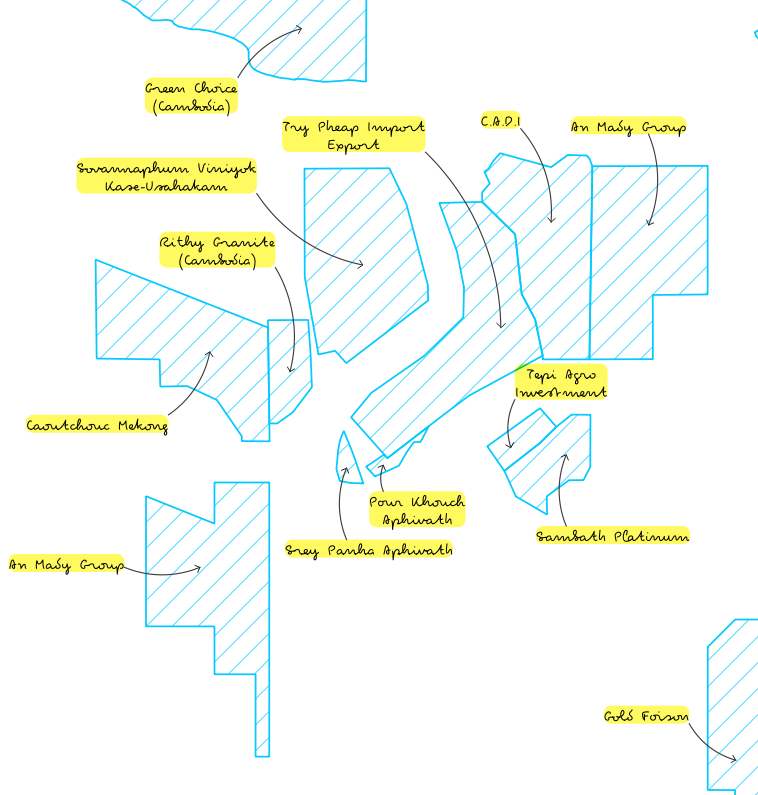 Green Choice
(Cambodia)
Try Pheap Import
Export
C.A.D.I
An Mady Group
Sovannaphum Viniyok
Kase-Usahakam
Rithy Granite
(Cambodia)
Tepi Agro
Investment
Caoutchouc Mekong
Pour Khouch
Aphivath
Sambath Platinum
Srey Panha Aphivath
An Mady Group
Gold Foison